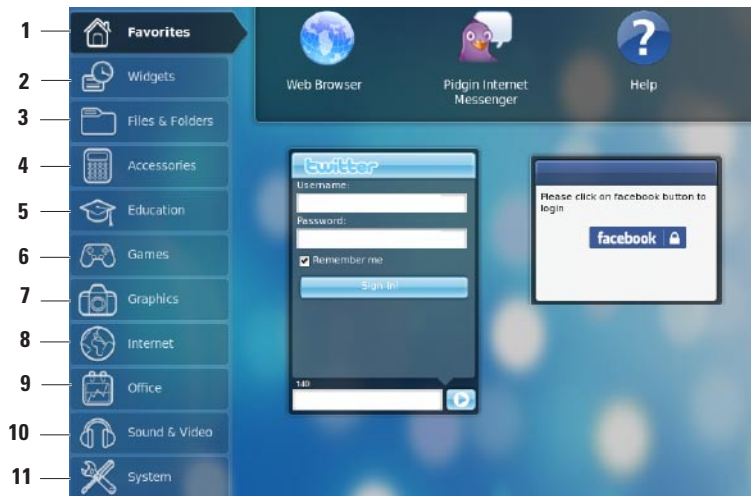 1 Favorites
2 Widgets
3 Files & Folders
4 Accessories
5 Education
6 Games
7 Graphics
8 Internet
9 Office
10 Sound & Video
11 System
Web Browser
Pidgin Internet
Messenger
Help
twitter
Username:
Password:
Remember me
Sign In!
140
Please click on facebook button to
login
facebook
?